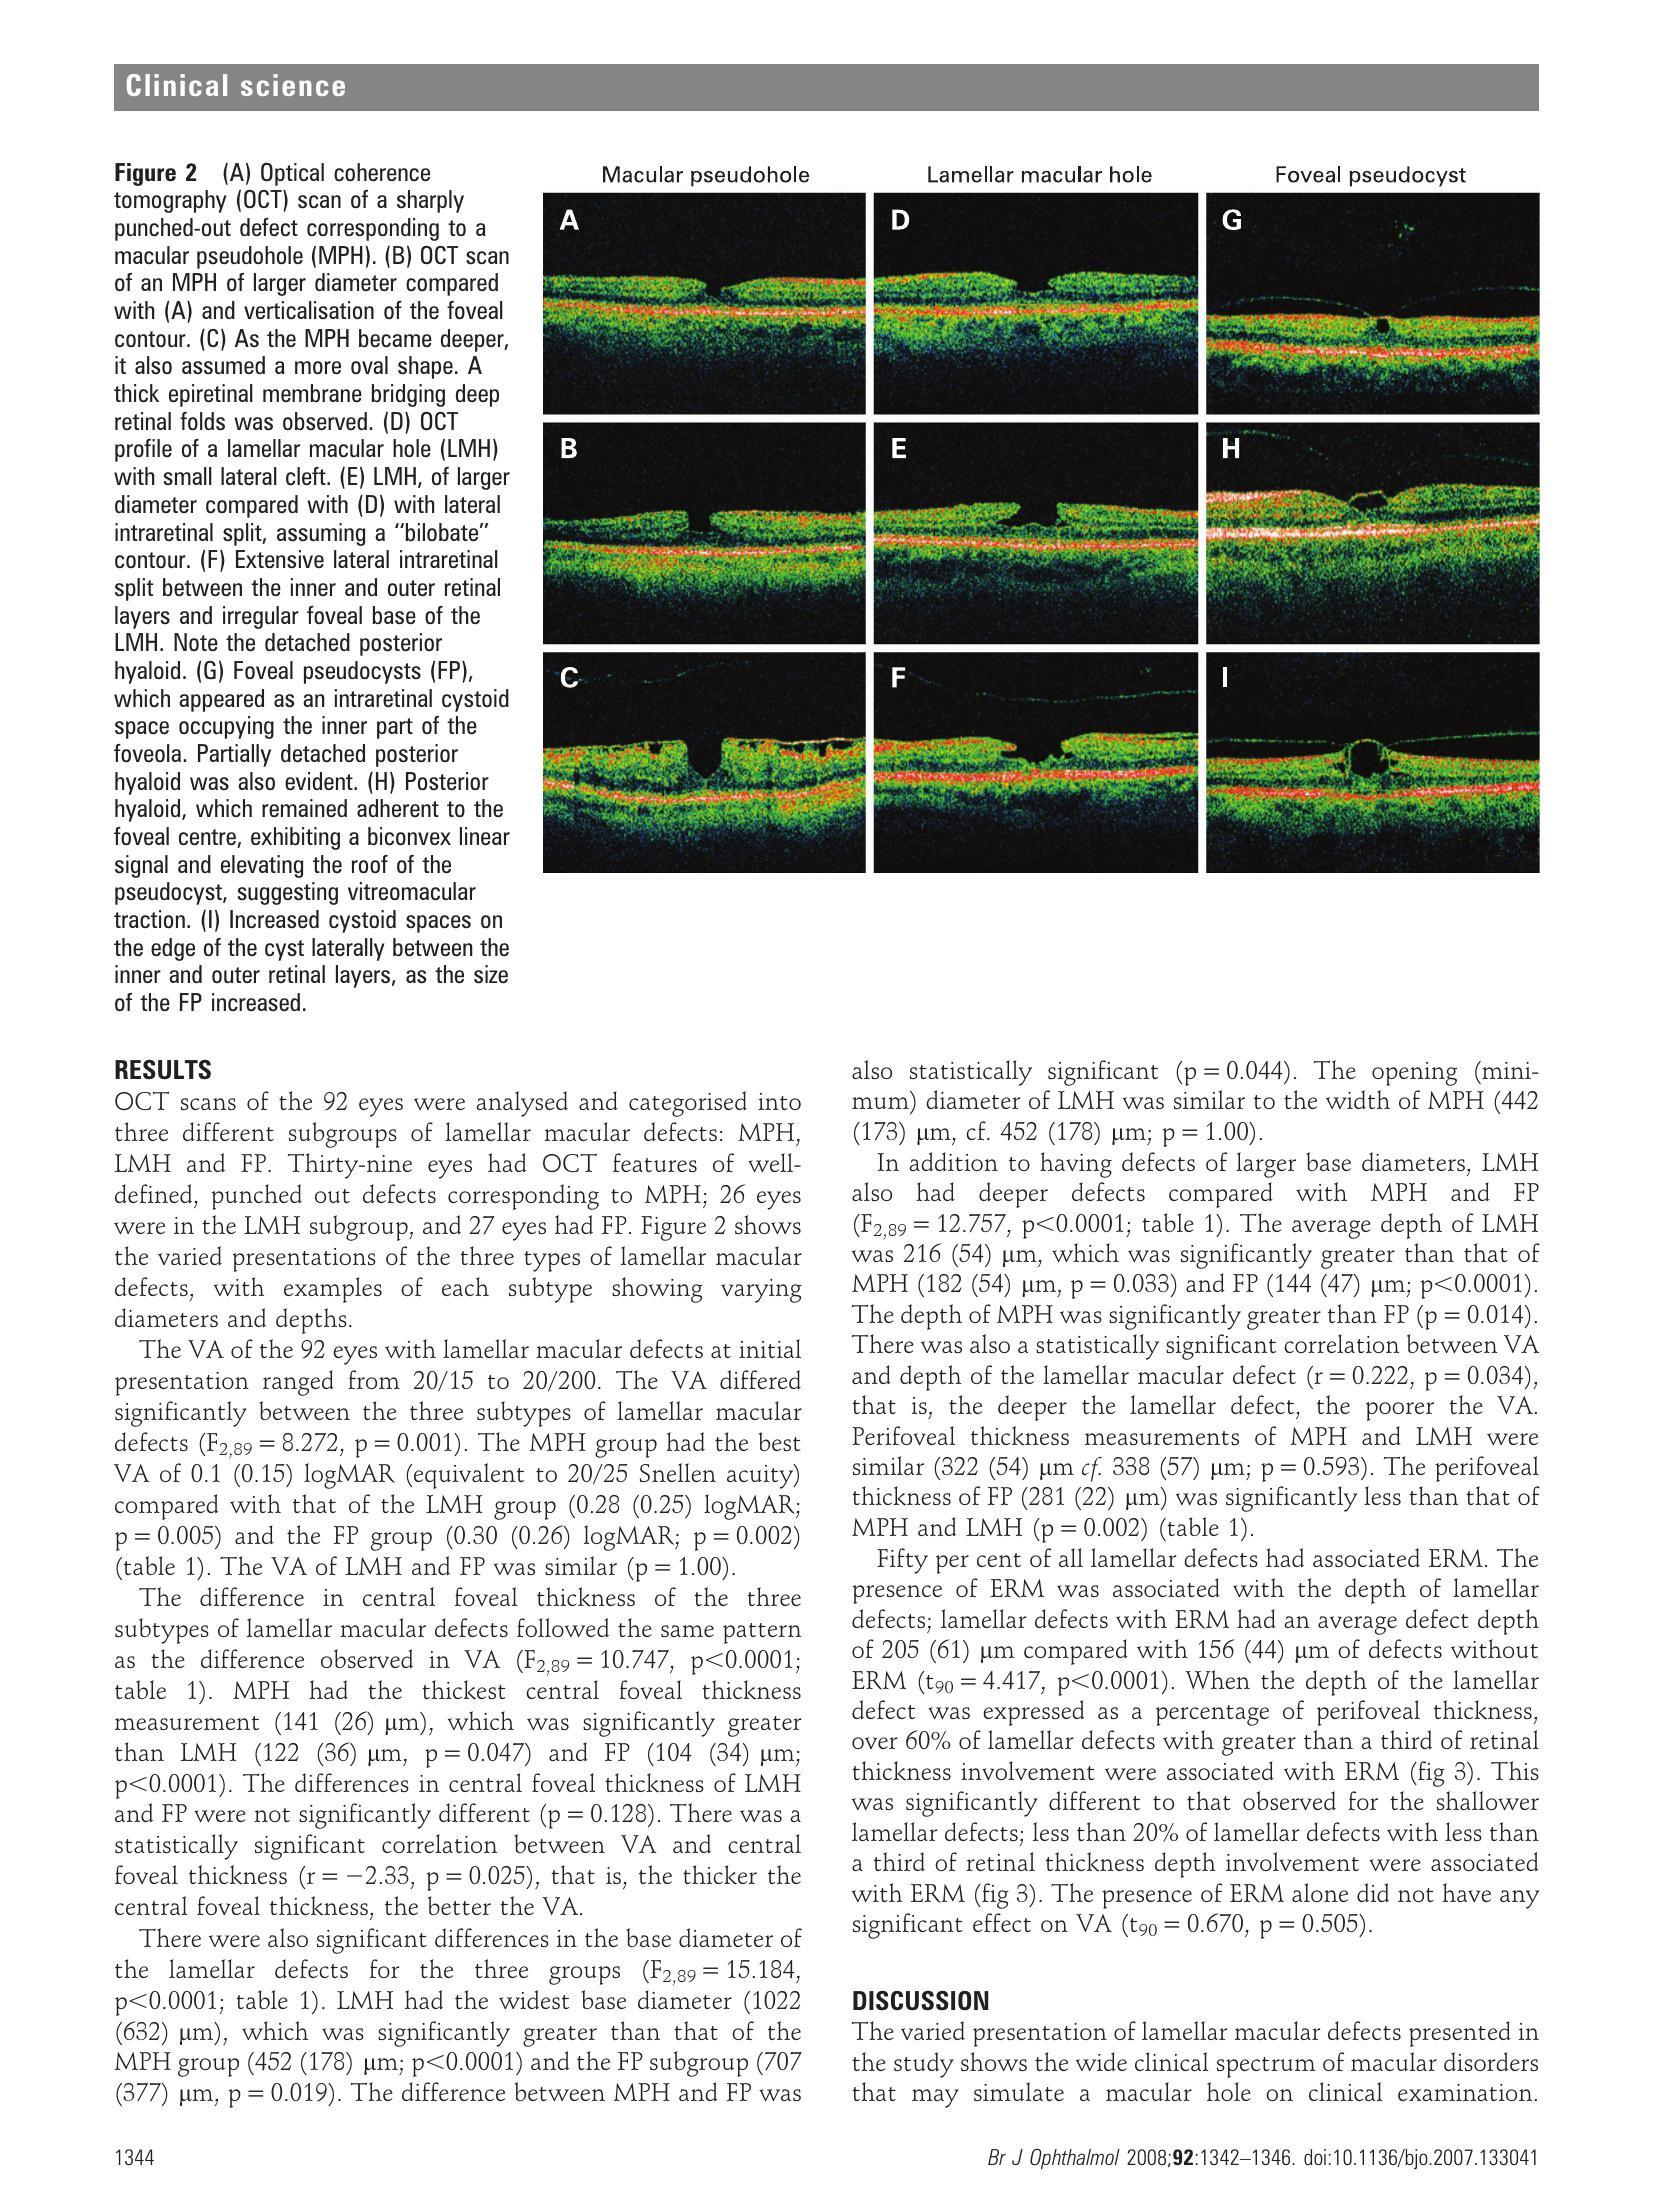 Clinical science
Figure 2 (A) Optical coherence
tomography (OCT) scan of a sharply
punched-out defect corresponding to a
macular pseudohole (MPH). (B) OCT scan
of an MPH of larger diameter compared
with (A) and verticalisation of the foveal
contour. (C) As the MPH became deeper,
it also assumed a more oval shape. A
thick epiretinal membrane bridging deep
retinal folds was observed. (D) OCT
profile of a lamellar macular hole (LMH)
with small lateral cleft. (E) LMH, of larger
diameter compared with (D) with lateral
intraretinal split, assuming a "bilobate"
contour. (F) Extensive lateral intraretinal
split between the inner and outer retinal
layers and irregular foveal base of the
LMH. Note the detached posterior
hyaloid. (G) Foveal pseudocysts (FP),
which appeared as an intraretinal cystoid
space occupying the inner part of the
foveola. Partially detached posterior
hyaloid was also evident. (H) Posterior
hyaloid, which remained adherent to the
foveal centre, exhibiting a biconvex linear
signal and elevating the roof of the
pseudocyst, suggesting vitreomacular
traction. (I) Increased cystoid spaces on
the edge of the cyst laterally between the
inner and outer retinal layers, as the size
of the FP increased.
Macular pseudohole Lamellar macular hole Foveal pseudocyst
A D G
B E H
C F I
RESULTS
OCT scans of the 92 eyes were analysed and categorised into
three different subgroups of lamellar macular defects: MPH,
LMH and FP. Thirty-nine eyes had OCT features of well-
defined, punched out defects corresponding to MPH; 26 eyes
were in the LMH subgroup, and 27 eyes had FP. Figure 2 shows
the varied presentations of the three types of lamellar macular
defects, with examples of each subtype showing varying
diameters and depths.
The VA of the 92 eyes with lamellar macular defects at initial
presentation ranged from 20/15 to 20/200. The VA differed
significantly between the three subtypes of lamellar macular
defects (F2,89 = 8.272, p = 0.001). The MPH group had the best
VA of 0.1 (0.15) logMAR (equivalent to 20/25 Snellen acuity)
compared with that of the LMH group (0.28 (0.25) logMAR;
p = 0.005) and the FP group (0.30 (0.26) logMAR; p = 0.002)
(table 1). The VA of LMH and FP was similar (p = 1.00).
The difference in central foveal thickness of the three
subtypes of lamellar macular defects followed the same pattern
as the difference observed in VA (F2,89 = 10.747, p<0.0001;
table 1). MPH had the thickest central foveal thickness
measurement (141 (26) μm), which was significantly greater
than LMH (122 (36) μm, p = 0.047) and FP (104 (34) μm;
p<0.0001). The differences in central foveal thickness of LMH
and FP were not significantly different (p = 0.128). There was a
statistically significant correlation between VA and central
foveal thickness (r = −2.33, p = 0.025), that is, the thicker the
central foveal thickness, the better the VA.
There were also significant differences in the base diameter of
the lamellar defects for the three groups (F2,89 = 15.184,
p<0.0001; table 1). LMH had the widest base diameter (1022
(632) μm), which was significantly greater than that of the
MPH group (452 (178) μm; p<0.0001) and the FP subgroup (707
(377) μm, p = 0.019). The difference between MPH and FP was
also statistically significant (p = 0.044). The opening (mini-
mum) diameter of LMH was similar to the width of MPH (442
(173) μm, cf. 452 (178) μm; p = 1.00).
In addition to having defects of larger base diameters, LMH
also had deeper defects compared with MPH and FP
(F2,89 = 12.757, p<0.0001; table 1). The average depth of LMH
was 216 (54) μm, which was significantly greater than that of
MPH (182 (54) μm, p = 0.033) and FP (144 (47) μm; p<0.0001).
The depth of MPH was significantly greater than FP (p = 0.014).
There was also a statistically significant correlation between VA
and depth of the lamellar macular defect (r = 0.222, p = 0.034),
that is, the deeper the lamellar defect, the poorer the VA.
Perifoveal thickness measurements of MPH and LMH were
similar (322 (54) μm cf. 338 (57) μm; p = 0.593). The perifoveal
thickness of FP (281 (22) μm) was significantly less than that of
MPH and LMH (p = 0.002) (table 1).
Fifty per cent of all lamellar defects had associated ERM. The
presence of ERM was associated with the depth of lamellar
defects; lamellar defects with ERM had an average defect depth
of 205 (61) μm compared with 156 (44) μm of defects without
ERM (t90 = 4.417, p<0.0001). When the depth of the lamellar
defect was expressed as a percentage of perifoveal thickness,
over 60% of lamellar defects with greater than a third of retinal
thickness involvement were associated with ERM (fig 3). This
was significantly different to that observed for the shallower
lamellar defects; less than 20% of lamellar defects with less than
a third of retinal thickness depth involvement were associated
with ERM (fig 3). The presence of ERM alone did not have any
significant effect on VA (t90 = 0.670, p = 0.505).
DISCUSSION
The varied presentation of lamellar macular defects presented in
the study shows the wide clinical spectrum of macular disorders
that may simulate a macular hole on clinical examination.
1344 Br J Ophthalmol 2008;92:1342–1346. doi:10.1136/bjo.2007.133041